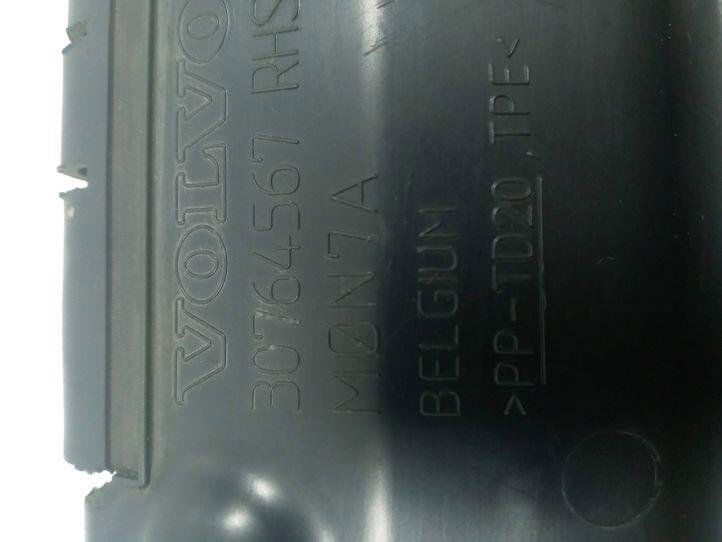 VOLVO
30764567 RHS
MØN7A
BELGIUM
>PP-TD20,TPE<